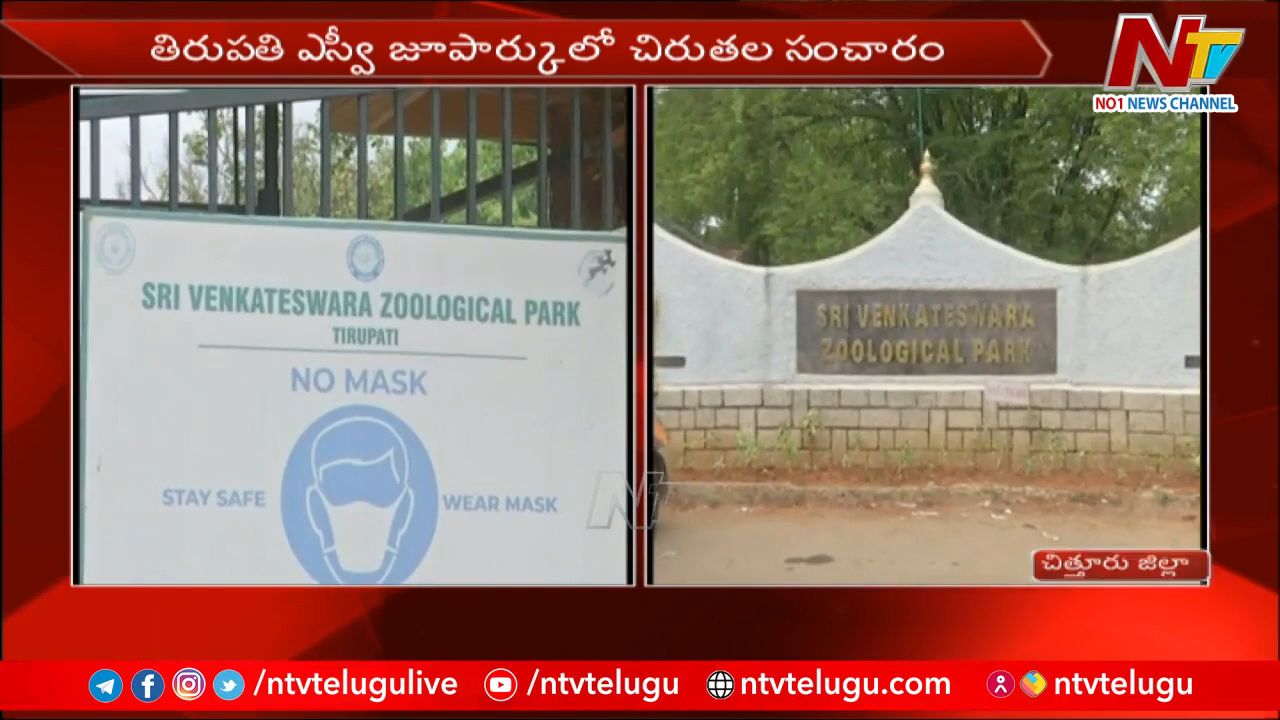 తిరుపతి ఎస్వీ జూపార్కులో చిరుతల సంచారం
NTV
NO1 NEWS CHANNEL
SRI VENKATESWARA ZOOLOGICAL PARK
TIRUPATI
NO MASK
STAY SAFE
WEAR MASK
SRI VENKATESWARA
ZOOLOGICAL PARK
NTV
చిత్తూరు జిల్లా
/ntvtelugulive
/ntvtelugu
ntvtelugu.com
ntvtelugu